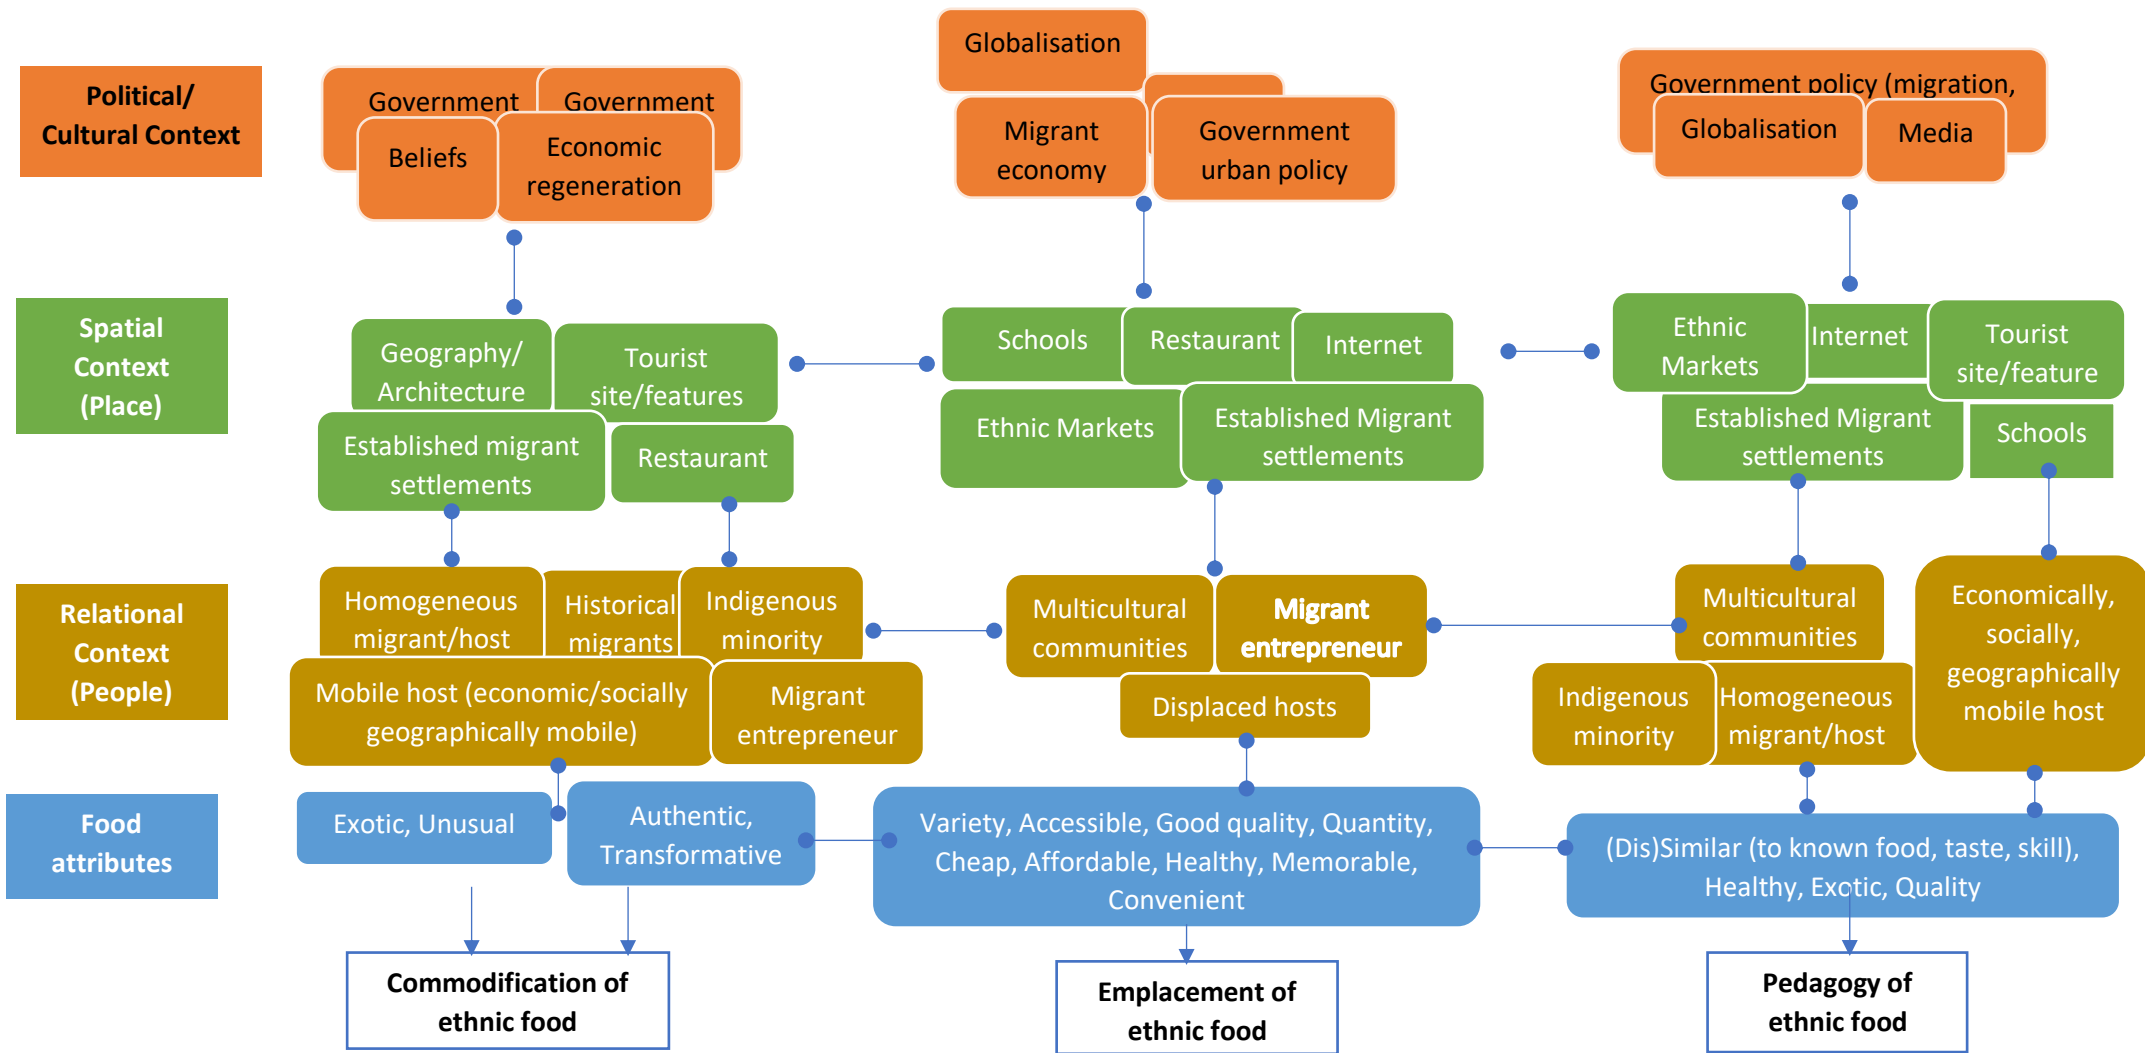 Political/
Cultural Context
Government
Government
Beliefs
Economic
regeneration
Globalisation
Migrant
economy
Government
urban policy
Government policy (migration,
Globalisation
Media
Spatial
Context
(Place)
Geography/
Architecture
Tourist
site/features
Established migrant
settlements
Restaurant
Schools
Restaurant
Internet
Ethnic Markets
Established Migrant
settlements
Ethnic
Markets
Internet
Tourist
site/feature
Established Migrant
settlements
Schools
Relational
Context
(People)
Homogeneous
migrant/host
Historical
migrants
Indigenous
minority
Mobile host (economic/socially
geographically mobile)
Migrant
entrepreneur
Multicultural
communities
Migrant
entrepreneur
Displaced hosts
Multicultural
communities
Indigenous
minority
Homogeneous
migrant/host
Economically,
socially,
geographically
mobile host
Food
attributes
Exotic, Unusual
Authentic,
Transformative
Variety, Accessible, Good quality, Quantity,
Cheap, Affordable, Healthy, Memorable,
Convenient
(Dis)Similar (to known food, taste, skill),
Healthy, Exotic, Quality
Commodification of
ethnic food
Emplacement of
ethnic food
Pedagogy of
ethnic food